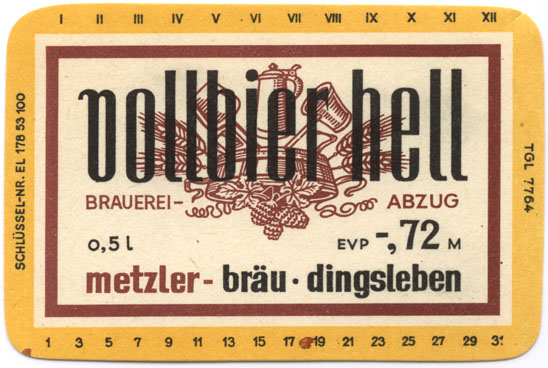 I II III IV V VI VII VIII IX X XI XII
vollbier hell
BRAUEREI- ABZUG
0,5 l EVP -,72 M
metzler- bräu · dingsleben
1 3 5 7 9 11 13 15 17 19 21 23 25 27 29 31
SCHLÜSSEL-NR. EL 178 53 100
TGL 7764